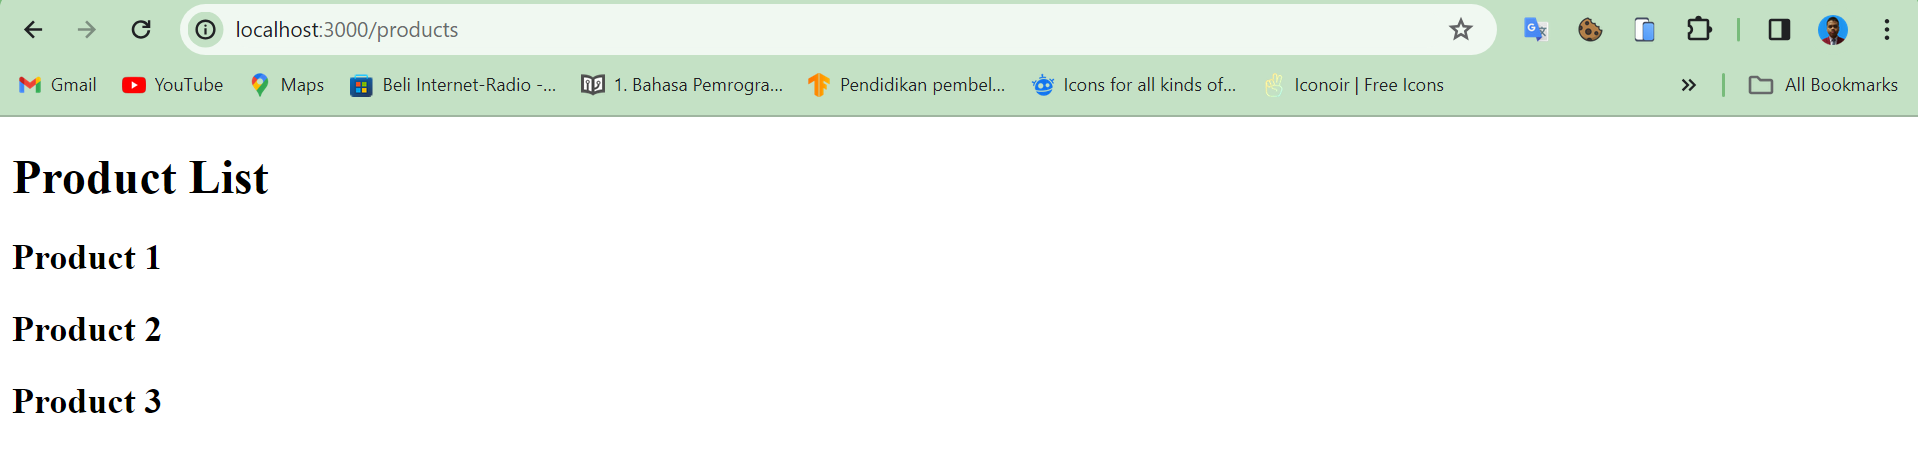 localhost:3000/products
Gmail YouTube Maps Beli Internet-Radio -... 1. Bahasa Pemrogra... Pendidikan pembel... Icons for all kinds of... Iconoir | Free Icons » All Bookmarks
Product List
Product 1
Product 2
Product 3